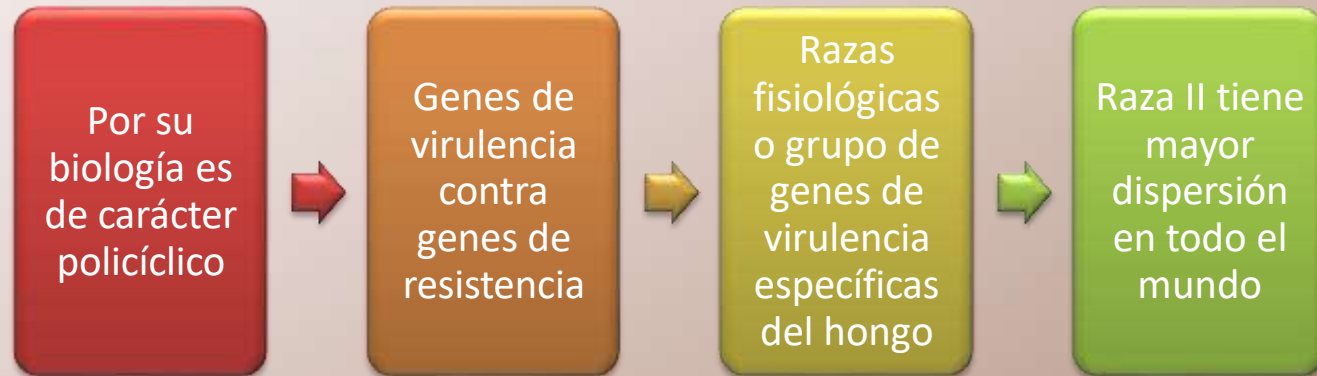 Por su
biología es
de carácter
policíclico
Genes de
virulencia
contra
genes de
resistencia
Razas
fisiológicas
o grupo de
genes de
virulencia
específicas
del hongo
Raza II tiene
mayor
dispersión
en todo el
mundo